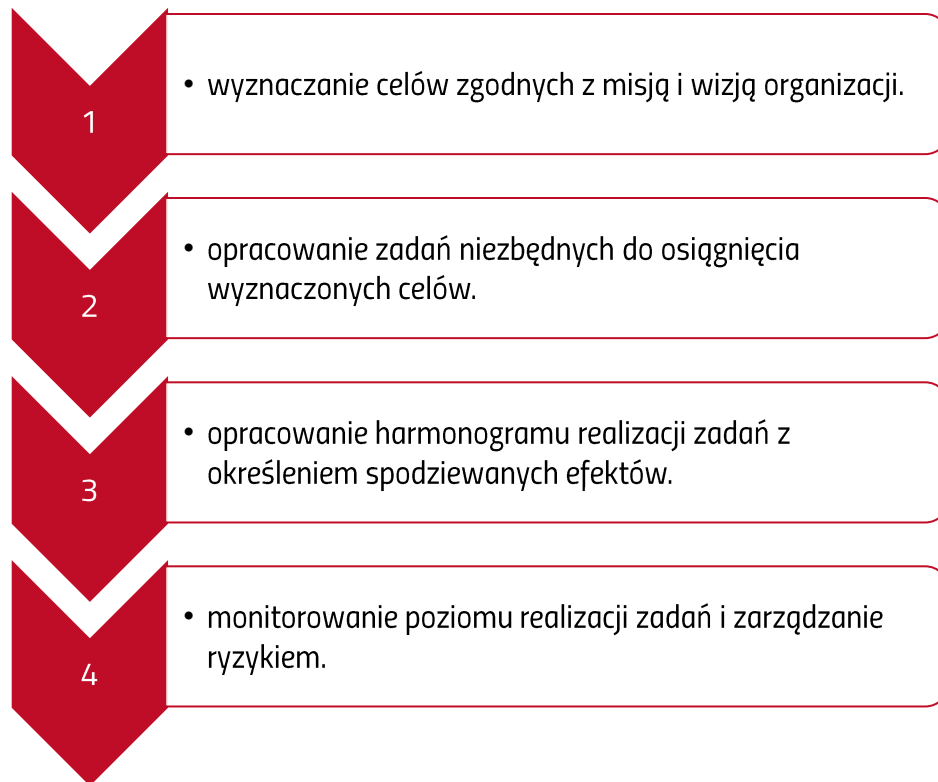 1
• wyznaczanie celów zgodnych z misją i wizją organizacji.
2
• opracowanie zadań niezbędnych do osiągnięcia
wyznaczonych celów.
3
• opracowanie harmonogramu realizacji zadań z
określeniem spodziewanych efektów.
4
• monitorowanie poziomu realizacji zadań i zarządzanie
ryzykiem.